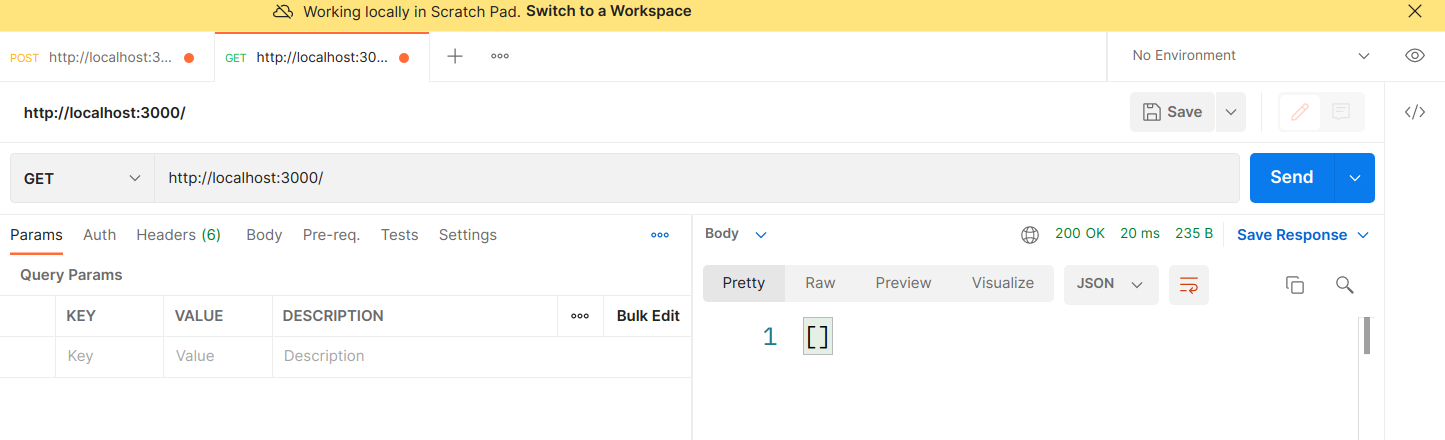 Working locally in Scratch Pad. Switch to a Workspace
POST http://localhost:3... GET http://localhost:30... No Environment
http://localhost:3000/ Save
GET http://localhost:3000/ Send
Params Auth Headers (6) Body Pre-req. Tests Settings
Body 200 OK 20 ms 235 B Save Response
Query Params
Pretty Raw Preview Visualize JSON
KEY VALUE DESCRIPTION Bulk Edit
Key Value Description
1 []